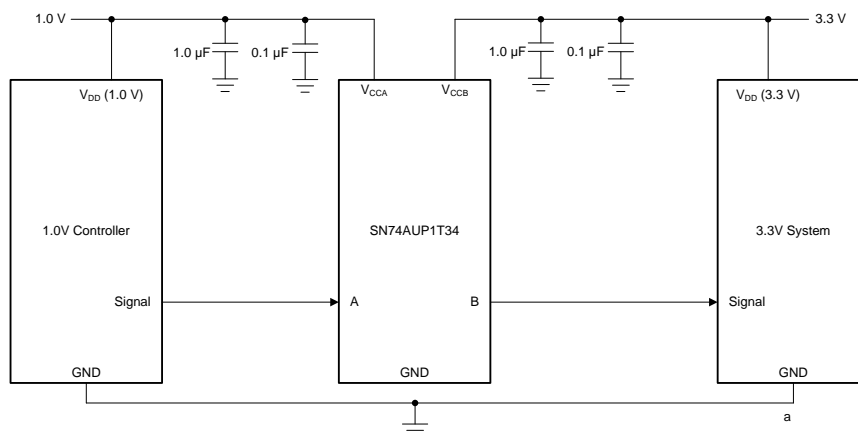 1.0 V
3.3 V
1.0 µF
0.1 µF
1.0 µF
0.1 µF
VDD (1.0 V)
VCCA
VCCB
VDD (3.3 V)
1.0V Controller
SN74AUP1T34
3.3V System
Signal
A
B
Signal
GND
GND
GND
a